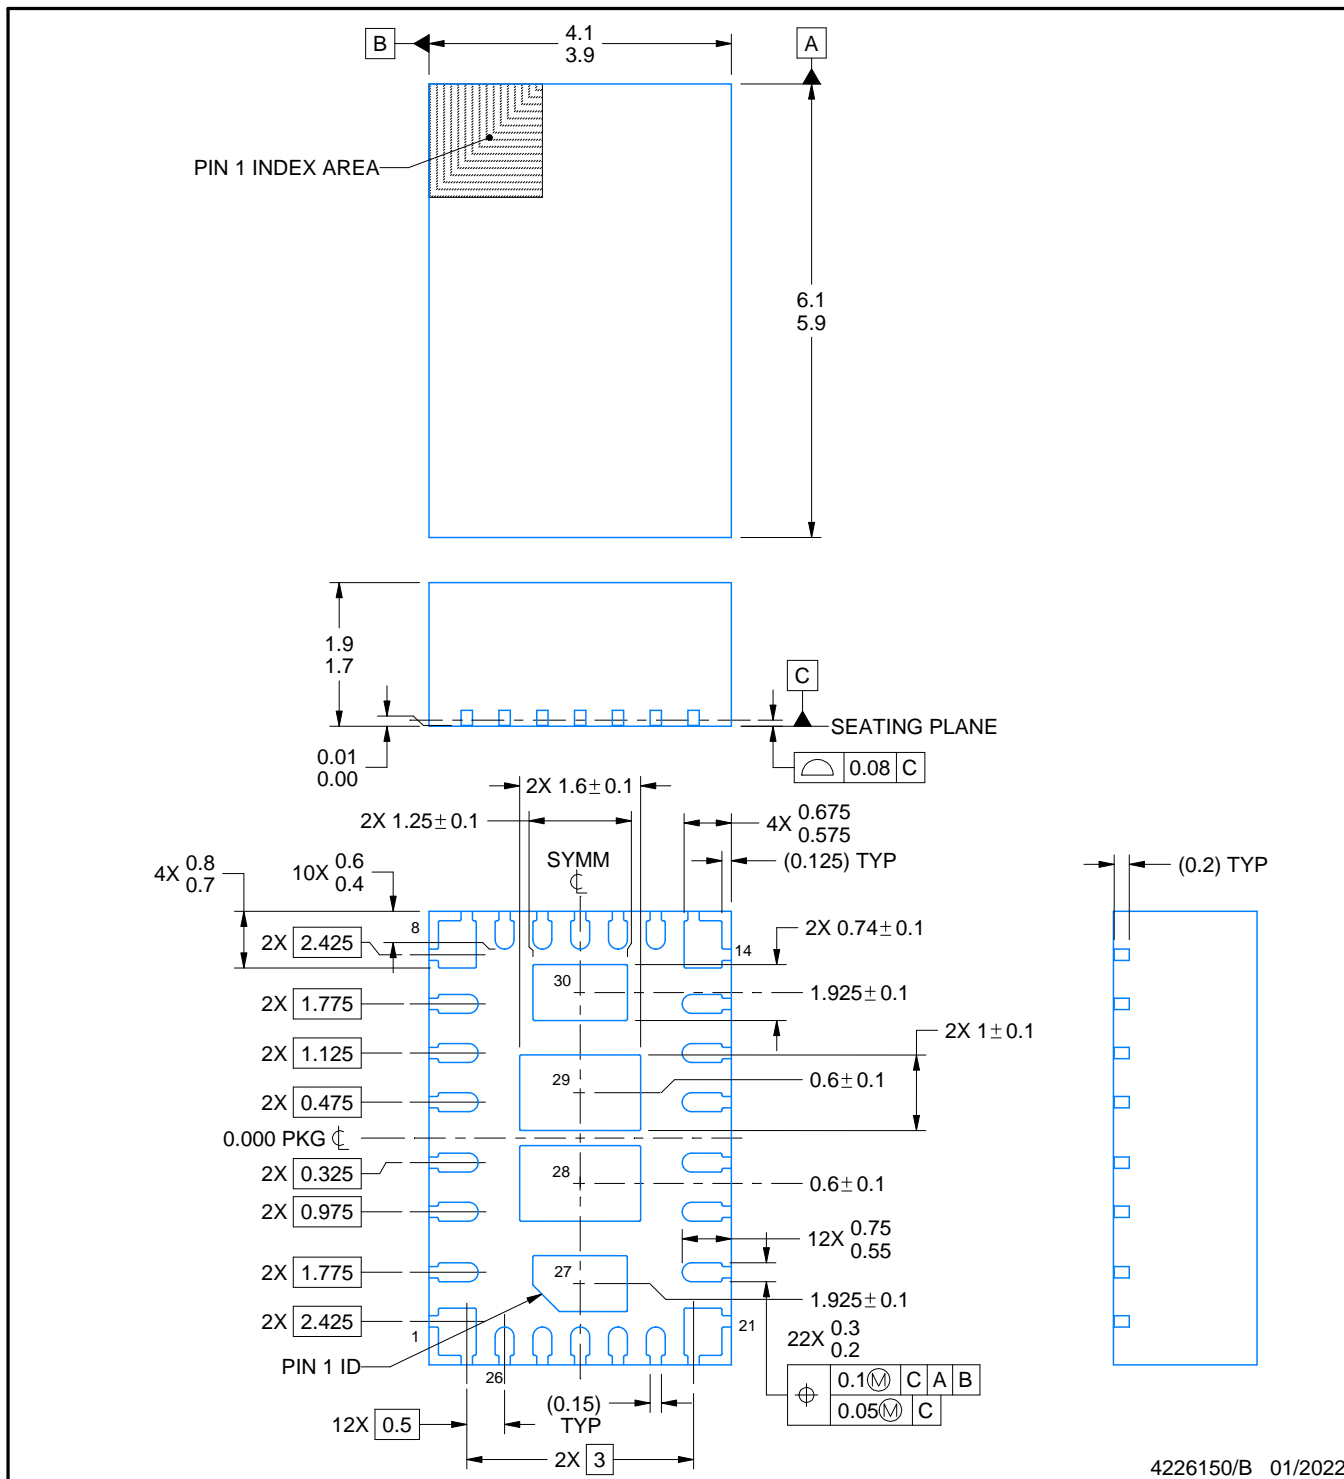 B
4.1
3.9
A
PIN 1 INDEX AREA
6.1
5.9
1.9
1.7
C
SEATING PLANE
0.01
0.00
0.08 C
2X 1.6±0.1
2X 1.25±0.1
4X 0.675
0.575
SYMM
(0.125) TYP
(0.2) TYP
4X 0.8
0.7
10X 0.6
0.4
8
2X 2.425
14
2X 0.74±0.1
30
1.925±0.1
2X 1.775
2X 1±0.1
2X 1.125
29
0.6±0.1
2X 0.475
0.000 PKG
2X 0.325
28
0.6±0.1
2X 0.975
12X 0.75
0.55
2X 1.775
27
1.925±0.1
2X 2.425
1
21
22X 0.3
0.2
PIN 1 ID
26
0.1Ⓜ C A B
0.05Ⓜ C
(0.15)
TYP
12X 0.5
2X 3
4226150/B 01/2022